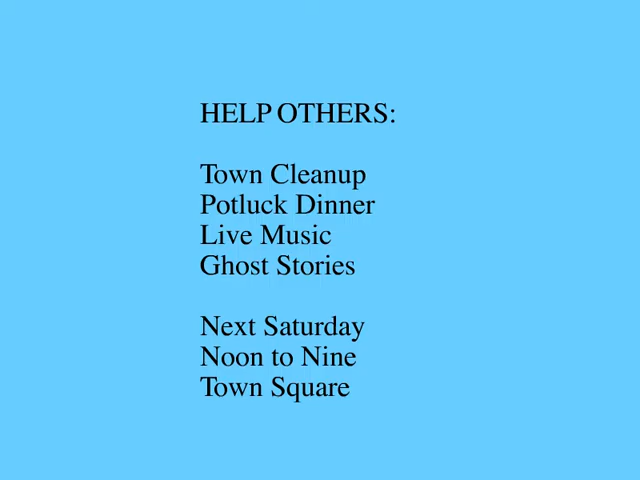 HELP OTHERS:
Town Cleanup
Potluck Dinner
Live Music
Ghost Stories
Next Saturday
Noon to Nine
Town Square